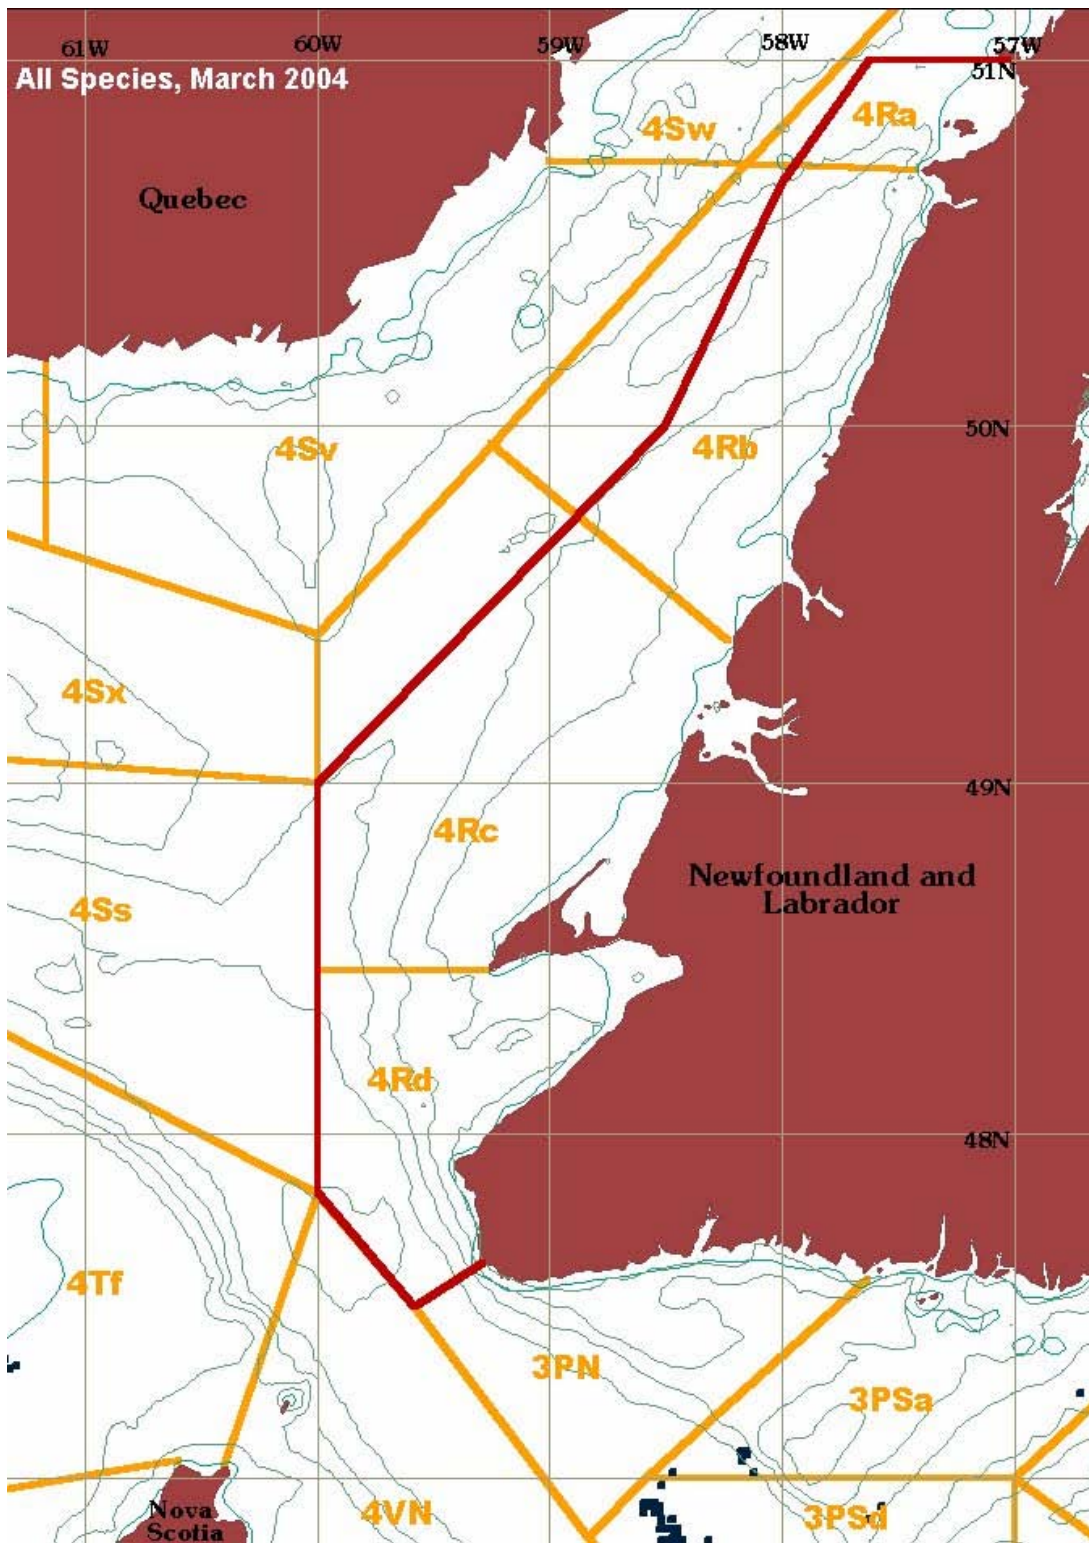 61W
60W
59W
58W
57W
51N
All Species, March 2004
4Sw
4Ra
Quebec
50N
4Sv
4Rb
4Sx
49N
4Rc
Newfoundland and
Labrador
4Ss
4Rd
48N
4Tf
3PN
3PSa
4VN
3PSd
Nova
Scotia